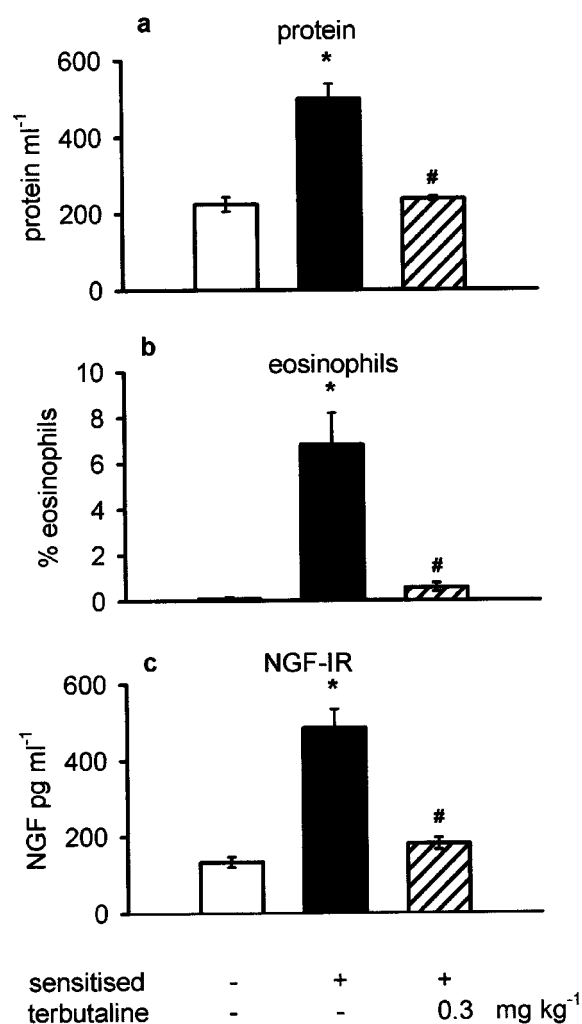 a
protein
*
600
400
200
0
protein ml⁻¹
#
b
eosinophils
*
10
8
6
4
2
0
% eosinophils
#
c
NGF-IR
*
600
400
200
0
NGF pg ml⁻¹
#
sensitised - + +
terbutaline - - 0.3 mg kg⁻¹